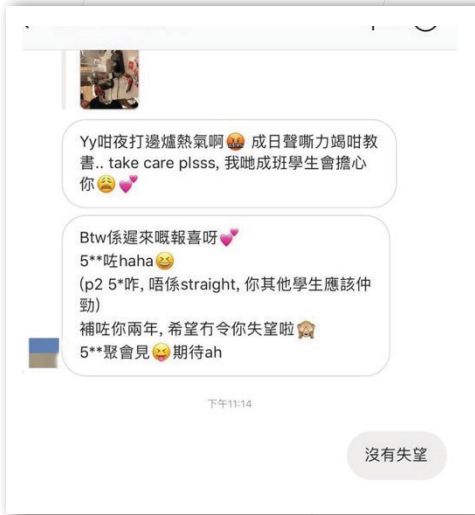 Yy咁夜打邊爐熱氣啊🤬 成日聲嘶力竭咁教
書.. take care plsss, 我哋成班學生會擔心
你😩💕
Btw係遲來嘅報喜呀💕
5**咗haha😆
(p2 5*咋, 唔係straight, 你其他學生應該仲
勁)
補咗你兩年, 希望冇令你失望啦🙈
5**聚會見😝期待ah
下午11:14
沒有失望